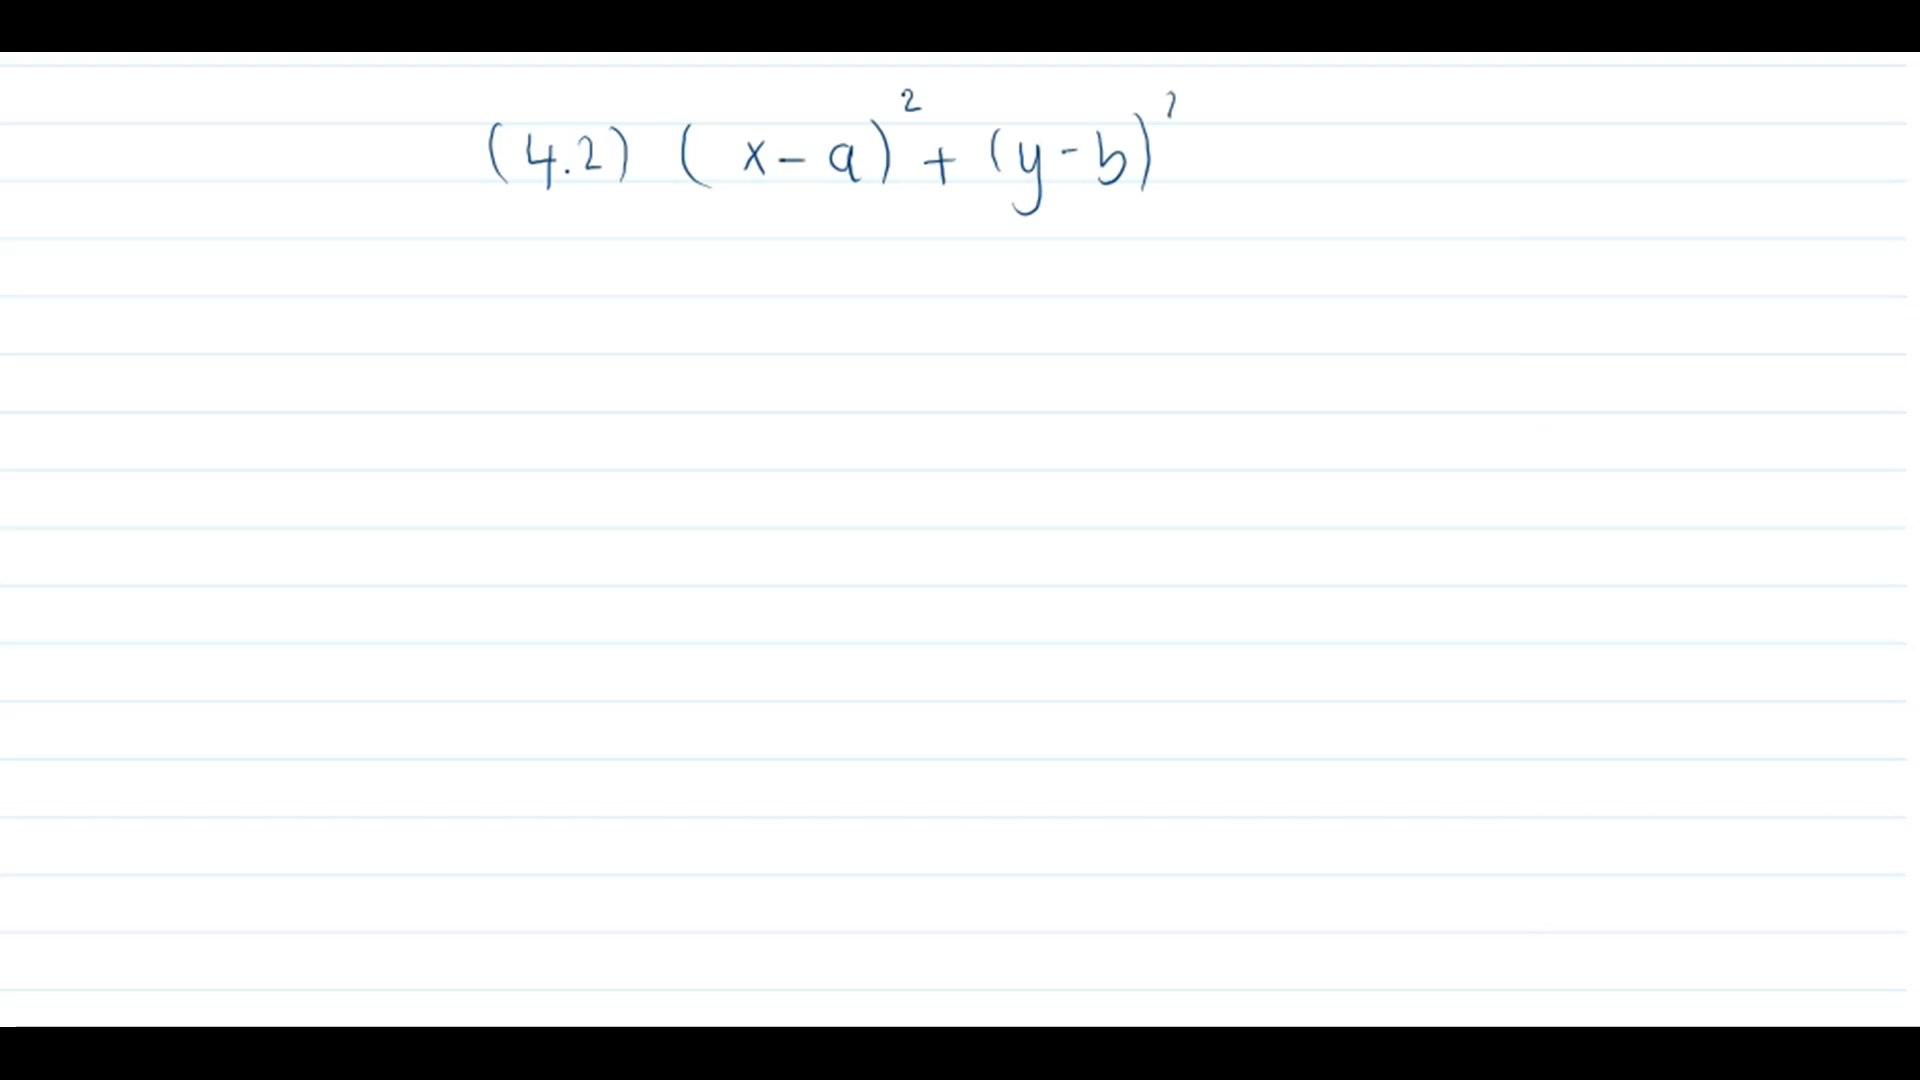 (4.2) (x-a)² + (y-b)²